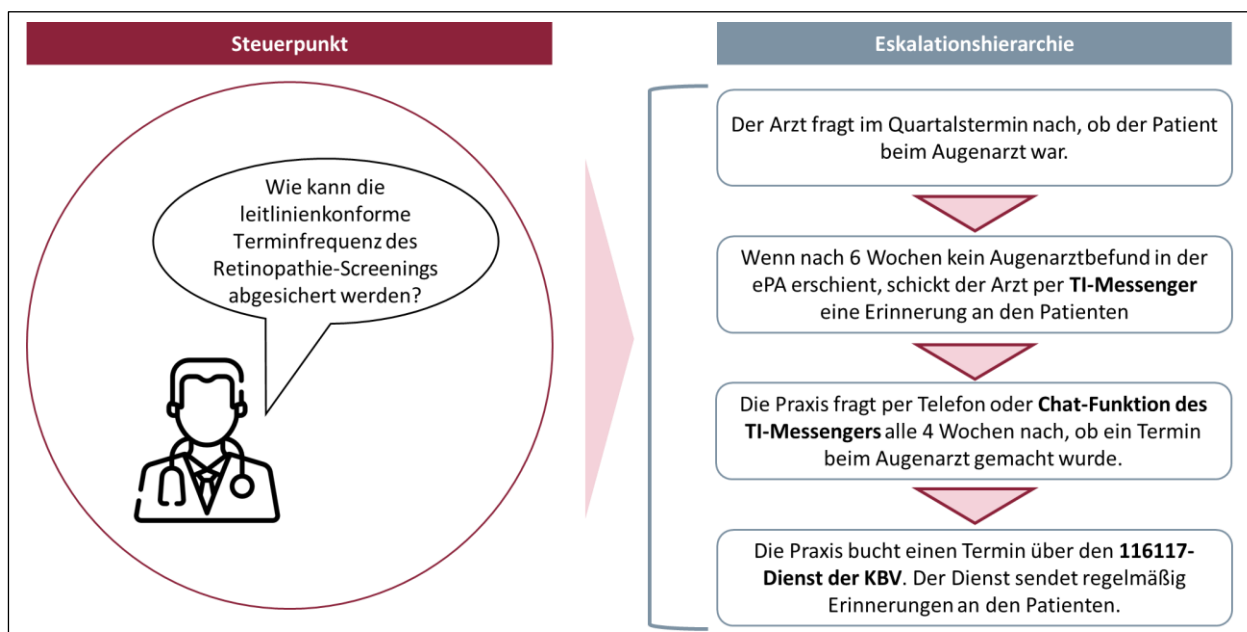 Steuerpunkt
Wie kann die
leitlinienkonforme
Terminfrequenz des
Retinopathie-Screenings
abgesichert werden?
Eskalationshierarchie
Der Arzt fragt im Quartalstermin nach, ob der Patient
beim Augenarzt war.
Wenn nach 6 Wochen kein Augenarztbefund in der
ePA erschient, schickt der Arzt per TI-Messenger
eine Erinnerung an den Patienten
Die Praxis fragt per Telefon oder Chat-Funktion des
TI-Messengers alle 4 Wochen nach, ob ein Termin
beim Augenarzt gemacht wurde.
Die Praxis bucht einen Termin über den 116117-
Dienst der KBV. Der Dienst sendet regelmäßig
Erinnerungen an den Patienten.